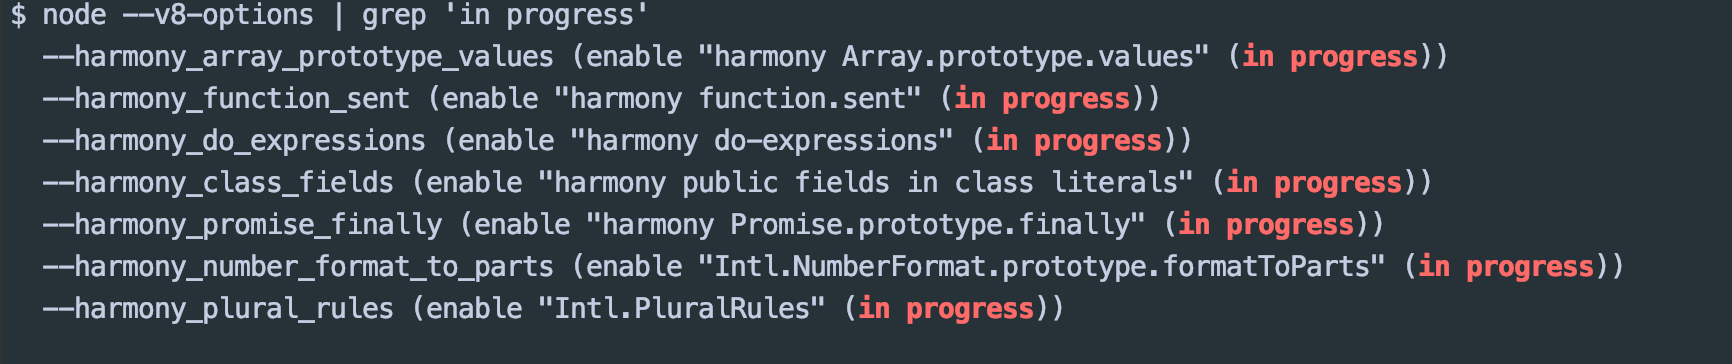 $ node --v8-options | grep 'in progress'
--harmony_array_prototype_values (enable "harmony Array.prototype.values" (in progress))
--harmony_function_sent (enable "harmony function.sent" (in progress))
--harmony_do_expressions (enable "harmony do-expressions" (in progress))
--harmony_class_fields (enable "harmony public fields in class literals" (in progress))
--harmony_promise_finally (enable "harmony Promise.prototype.finally" (in progress))
--harmony_number_format_to_parts (enable "Intl.NumberFormat.prototype.formatToParts" (in progress))
--harmony_plural_rules (enable "Intl.PluralRules" (in progress))